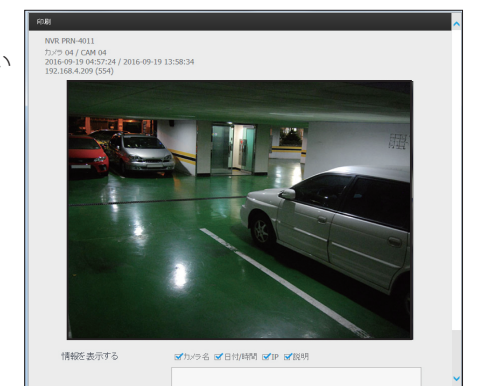 い
印刷
NVR PRN-4011
カメラ 04 / CAM 04
2016-09-19 04:57:24 / 2016-09-19 13:58:34
192.168.4.209 (554)
情報を表示する
カメラ名 日付/時間 IP 説明